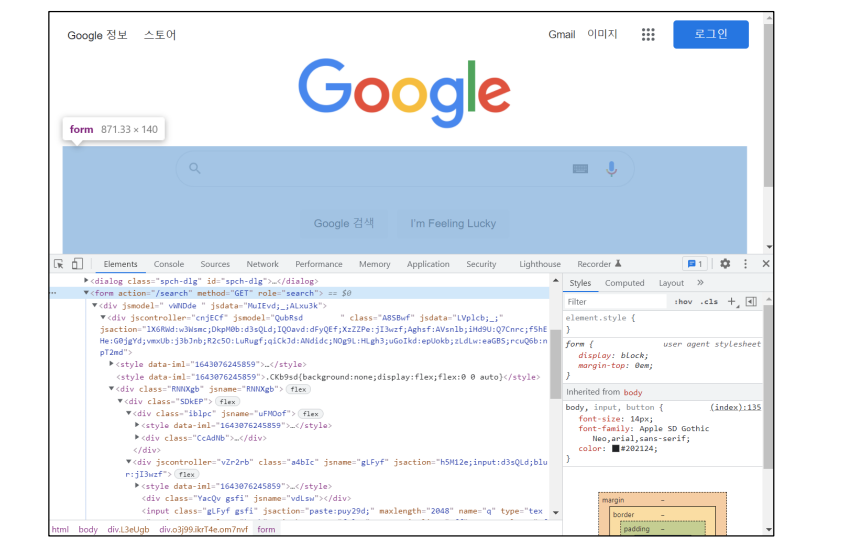 Google 정보 스토어 Gmail 이미지 로그인
Google
form 871.33 × 140
Google 검색 I'm Feeling Lucky
Elements Console Sources Network Performance Memory Application Security Lighthouse Recorder 1
<dialog class="spch-dlg" id="spch-dlg">…</dialog>
<form action="/search" method="GET" role="search"> == $0
<div jsmodel=" vWNDde " jsdata="MuIEvd;_;ALxu3k">
<div jscontroller="cnjECf" jsmodel="QubRsd " class="A8SBwf" jsdata="LVplcb;_;"
jsaction="lX6RWd:w3Wsmc;DkpM0b:d3sQLd;IQOavd:dFyQEf;XzZZPe:jI3wzf;Aghsf:AVsnlb;iHd9U:Q7Cnrc;f5hE
He:G0jgYd;vmxUb:j3bJnb;R2c5O:LuRugf;qiCkJd:ANdidc;NOg9L:HLgh3;uGoIkd:epUokb;zLdLw:eaGBS;rcuQ6b:n
pT2md">
<style data-iml="1643076245859">…</style>
<style data-iml="1643076245859">.CKb9sd{background:none;display:flex;flex:0 0 auto}</style>
<div class="RNNXgb" jsname="RNNXgb"> flex
<div class="SDkEP"> flex
<div class="iblpc" jsname="uFMOof"> flex
<style data-iml="1643076245859">…</style>
<div class="CcAdNb">…</div>
</div>
<div jscontroller="vZr2rb" class="a4bIc" jsname="gLFyf" jsaction="h5M12e;input:d3sQLd;blu
r:jI3wzf"> flex
<style data-iml="1643076245859">…</style>
<div class="YacQv gsfi" jsname="vdLsw"></div>
<input class="gLFyf gsfi" jsaction="paste:puy29d;" maxlength="2048" name="q" type="tex
html body div.L3eUgb div.o3j99.ikrT4e.om7nvf form
Styles Computed Layout »
Filter :hov .cls +
element.style {
}
form { user agent stylesheet
display: block;
margin-top: 0em;
}
Inherited from body
body, input, button { (index):135
font-size: 14px;
font-family: Apple SD Gothic
Neo,arial,sans-serif;
color: #202124;
}
margin –
border –
padding –